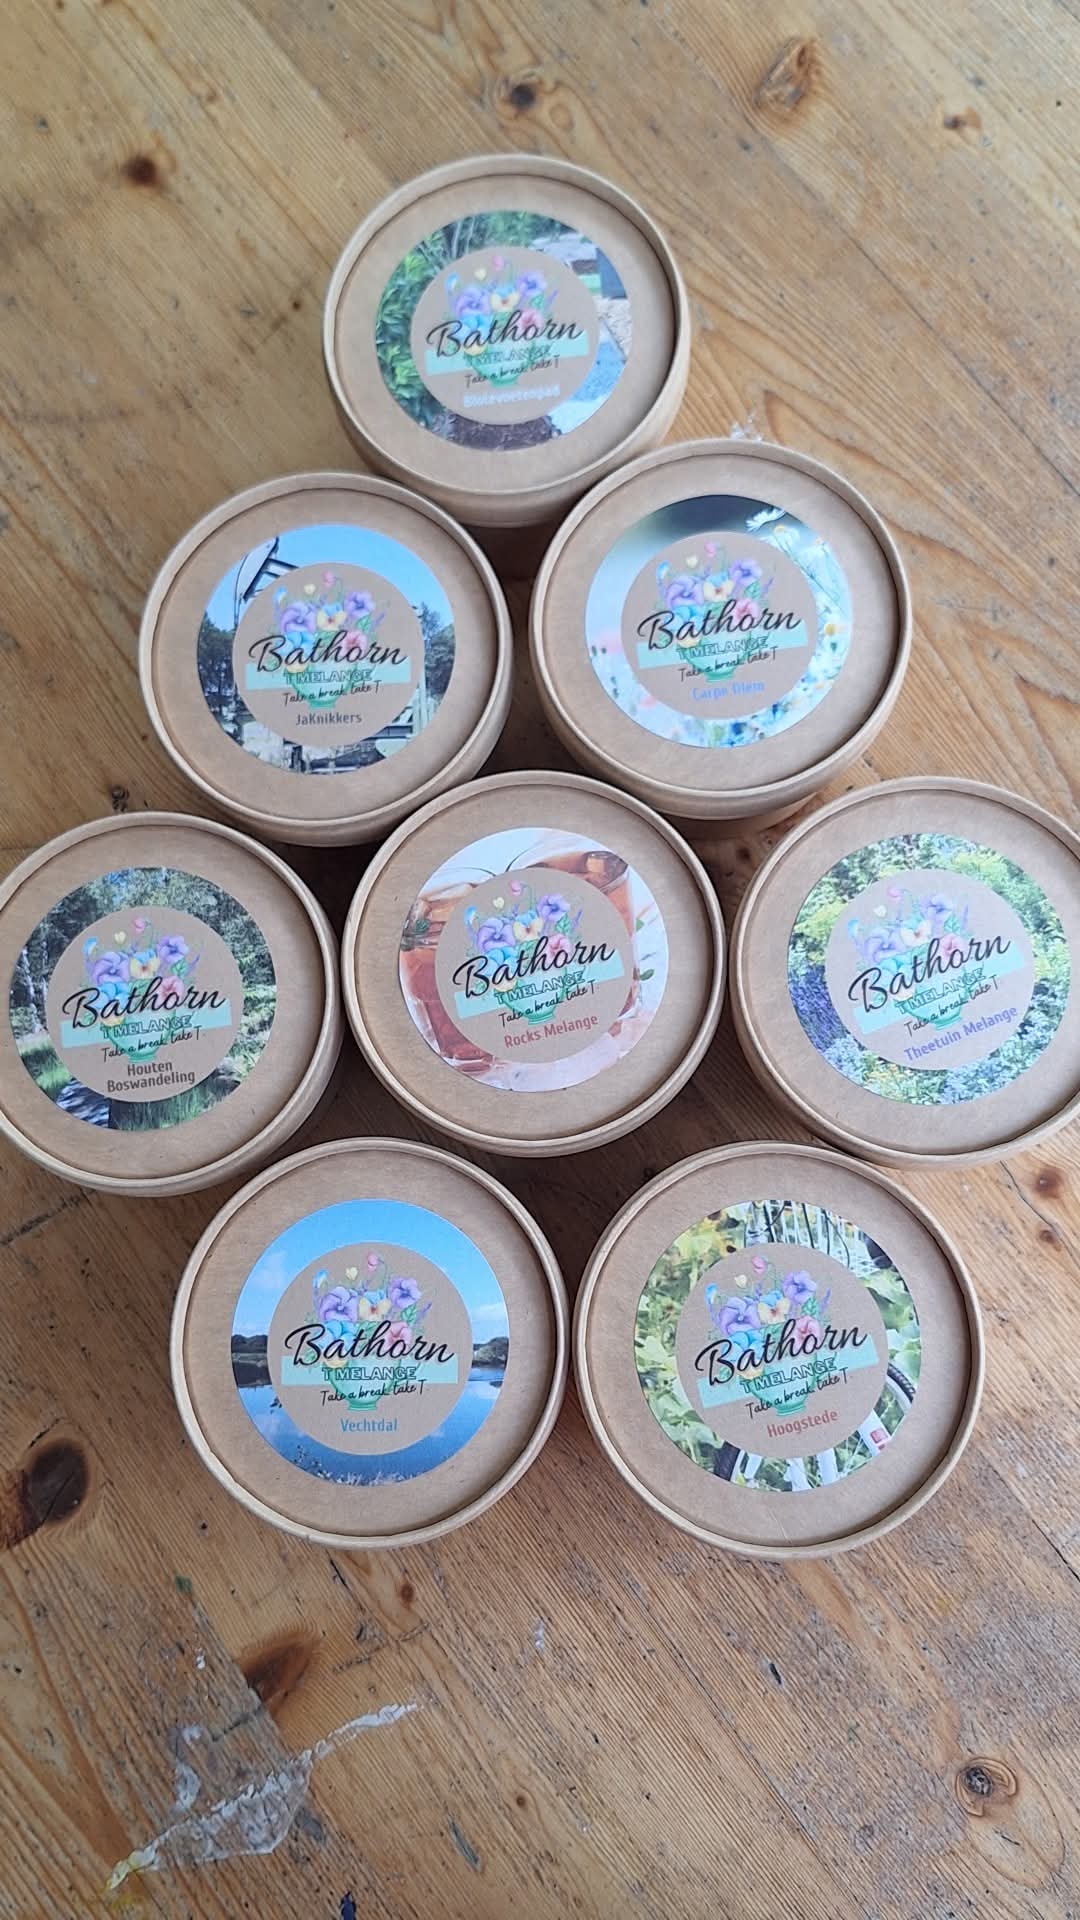 Bathorn
T MELANGE
Take a break, take T
Blotevoetenpad
Bathorn
T MELANGE
Take a break, take T
JaKnikkers
Bathorn
T MELANGE
Take a break, take T
Carpe Diem
Bathorn
T MELANGE
Take a break, take T
Houten
Boswandeling
Bathorn
T MELANGE
Take a break, take T
Rocks Melange
Bathorn
T MELANGE
Take a break, take T
Theetuin Melange
Bathorn
T MELANGE
Take a break, take T
Vechtdal
Bathorn
T MELANGE
Take a break, take T
Hoogstede